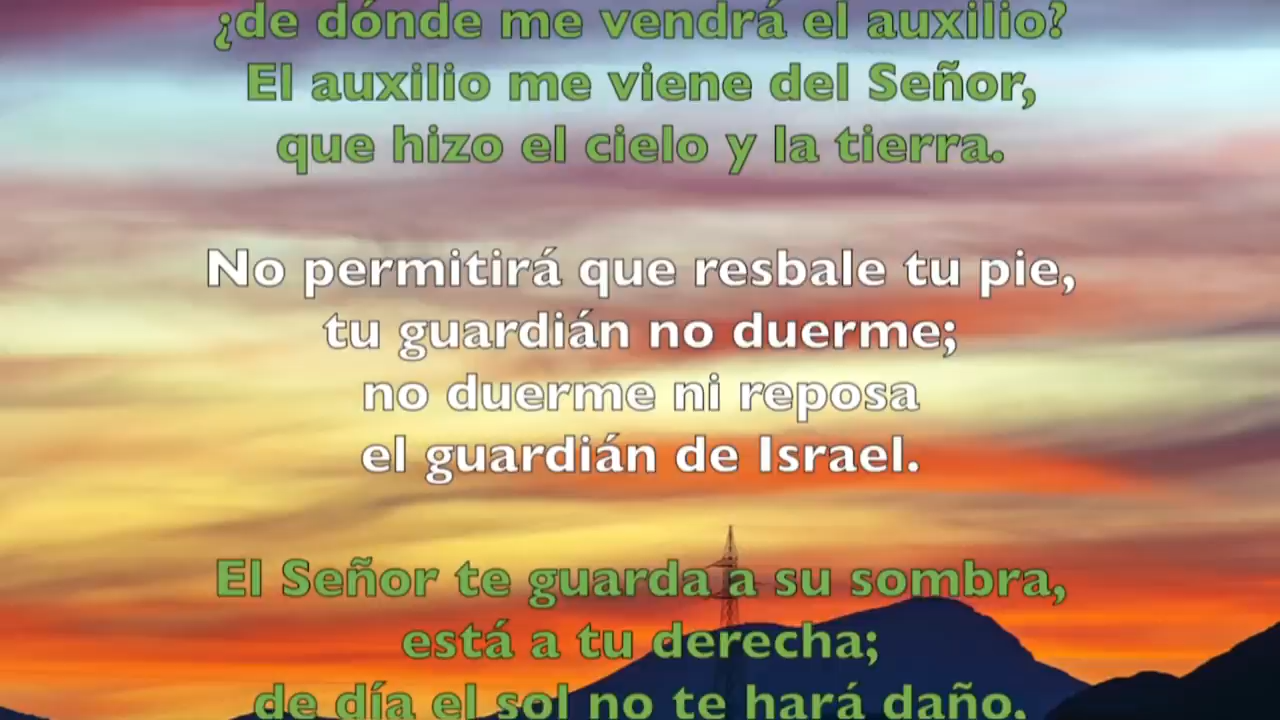 ¿de dónde me vendrá el auxilio?
El auxilio me viene del Señor,
que hizo el cielo y la tierra.
No permitirá que resbale tu pie,
tu guardián no duerme;
no duerme ni reposa
el guardián de Israel.
El Señor te guarda a su sombra,
está a tu derecha;
de día el sol no te hará daño,